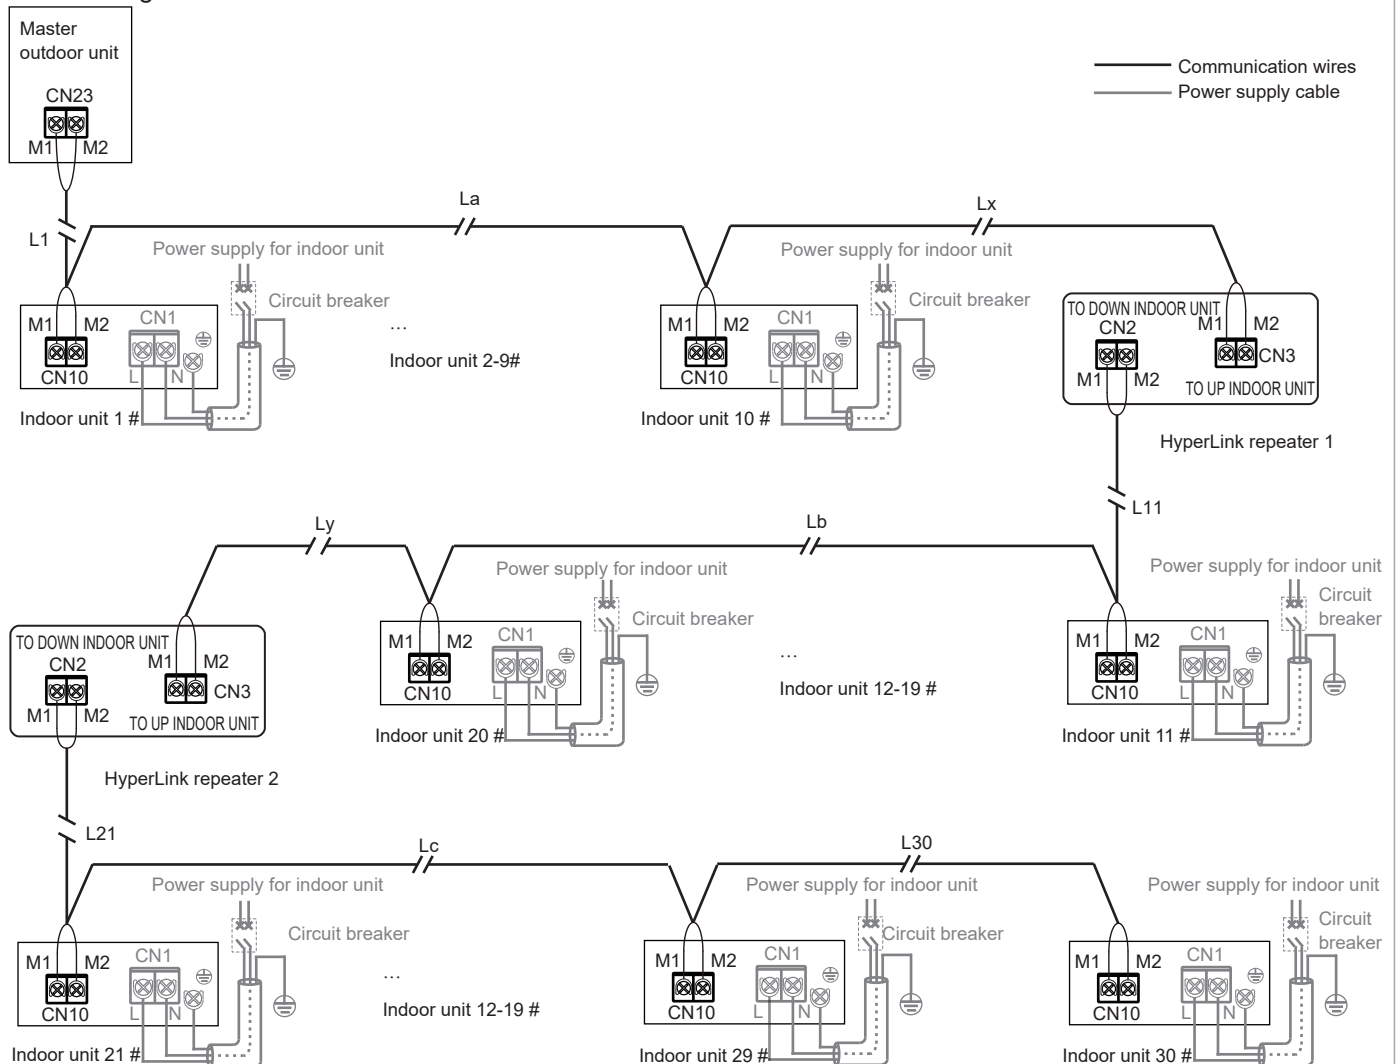 Master
outdoor unit
CN23
M1 M2
Communication wires
Power supply cable
L1
La
Lx
Power supply for indoor unit
Circuit breaker
M1 M2 CN1
CN10
L N
Indoor unit 1 #
...
Indoor unit 2-9#
Power supply for indoor unit
Circuit breaker
M1 M2 CN1
CN10
L N
Indoor unit 10 #
TO DOWN INDOOR UNIT
CN2
M1 M2
M1 M2
CN3
TO UP INDOOR UNIT
HyperLink repeater 1
L11
Ly
Lb
TO DOWN INDOOR UNIT
CN2
M1 M2
M1 M2
CN3
TO UP INDOOR UNIT
HyperLink repeater 2
Power supply for indoor unit
Circuit breaker
M1 M2 CN1
CN10
L N
Indoor unit 20 #
...
Indoor unit 12-19 #
Power supply for indoor unit
Circuit
breaker
M1 M2 CN1
CN10
L N
Indoor unit 11 #
L21
Lc
L30
Power supply for indoor unit
Circuit breaker
M1 M2 CN1
CN10
L N
Indoor unit 21 #
...
Indoor unit 12-19 #
Power supply for indoor unit
Circuit breaker
M1 M2 CN1
CN10
L N
Indoor unit 29 #
Power supply for indoor unit
Circuit
breaker
M1 M2 CN1
CN10
L N
Indoor unit 30 #